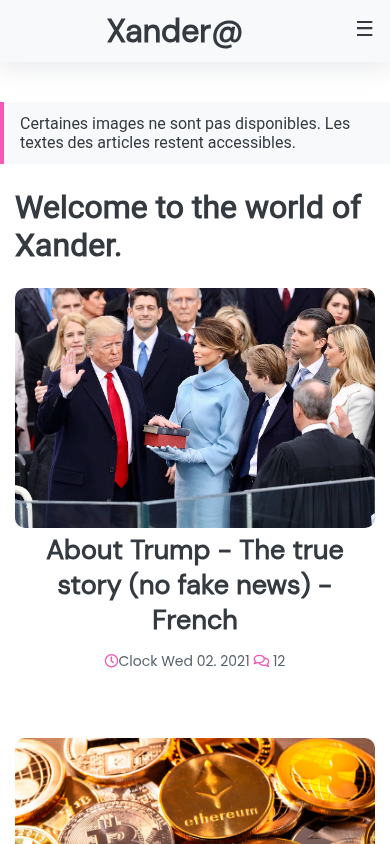 Xander@
☰
Certaines images ne sont pas disponibles. Les
textes des articles restent accessibles.
Welcome to the world of
Xander.
About Trump - The true
story (no fake news) -
French
Clock Wed 02. 2021 12
ethereum